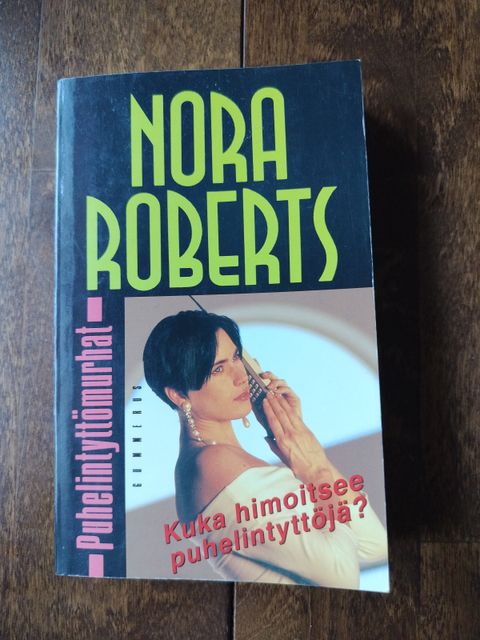 NORA
ROBERTS
Puhelintyttömurhat
GUMMERUS
Kuka himoitsee
puhelintyttöjä?